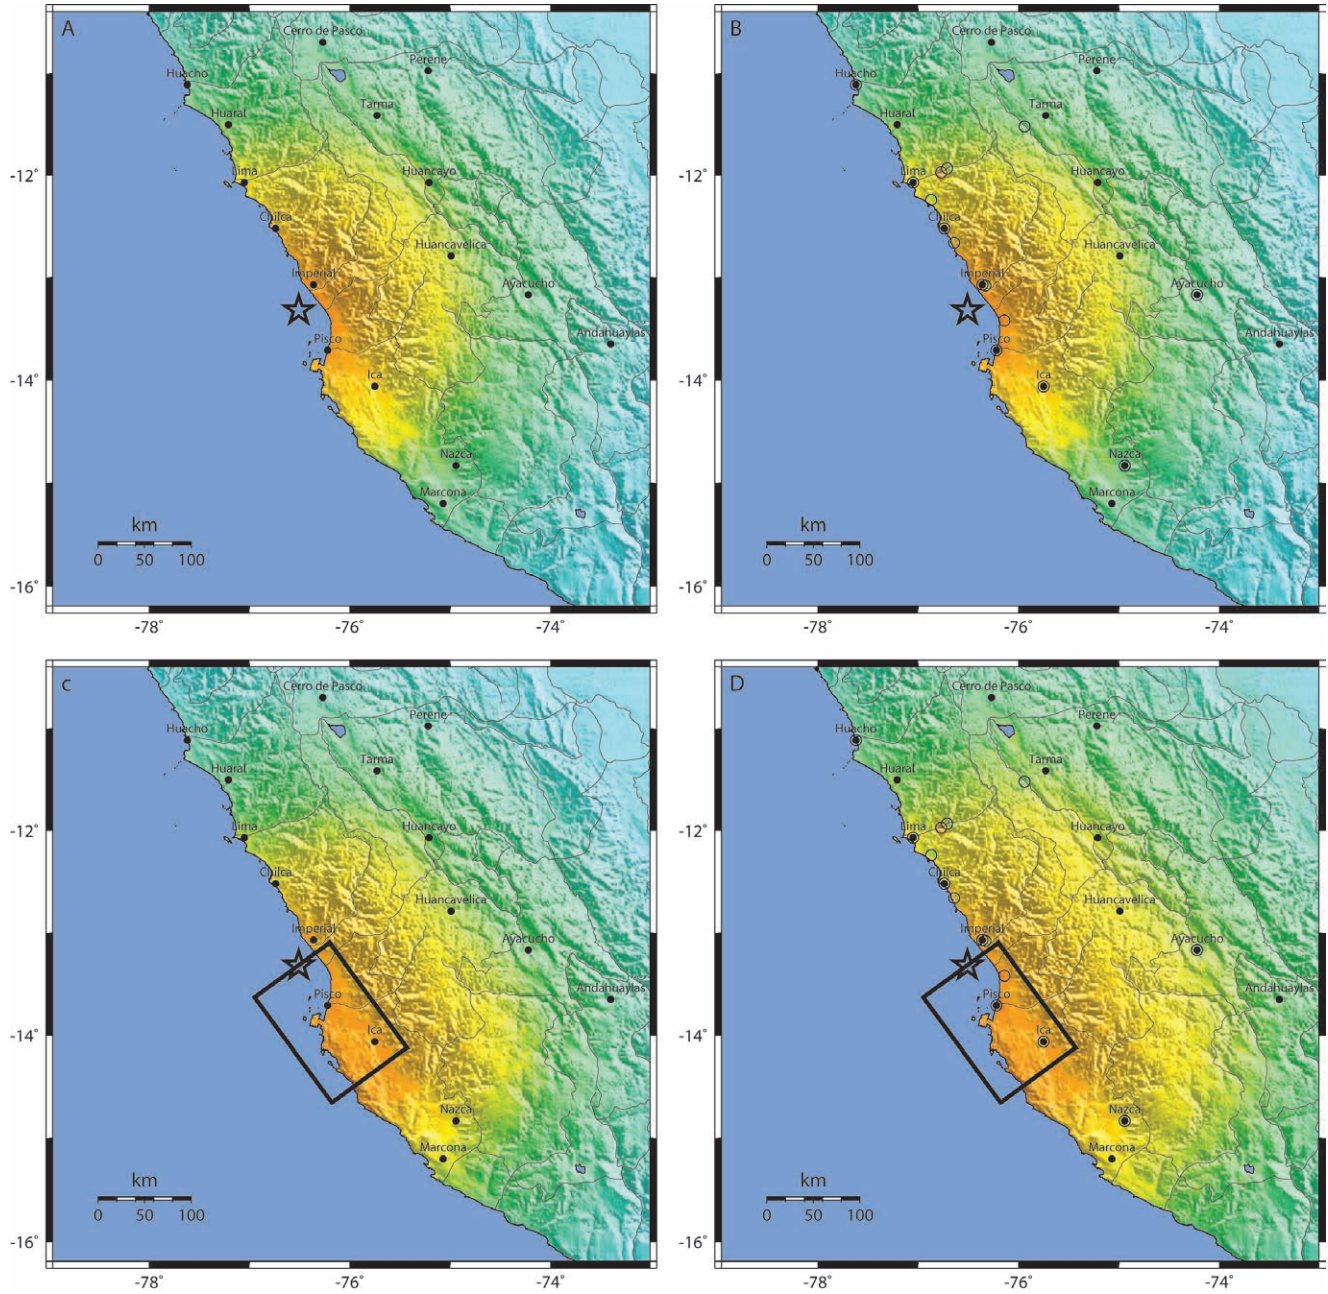 A
Cerro de Pasco
Perene
Huacho
Tarma
Huaral
-12°
Lima
Huancayo
Chilca
Huancavelica
Imperial
Ayacucho
Andahuaylas
Pisco
-14°
Ica
Nazca
Marcona
km
0 50 100
-16°
-78° -76° -74°
B
Cerro de Pasco
Perene
Huacho
Tarma
Huaral
-12°
Lima
Huancayo
Chilca
Huancavelica
Imperial
Ayacucho
Andahuaylas
Pisco
-14°
Ica
Nazca
Marcona
km
0 50 100
-16°
-78° -76° -74°
c
Cerro de Pasco
Perene
Huacho
Tarma
Huaral
-12°
Lima
Huancayo
Chilca
Huancavelica
Imperial
Ayacucho
Andahuaylas
Pisco
-14°
Ica
Nazca
Marcona
km
0 50 100
-16°
-78° -76° -74°
D
Cerro de Pasco
Perene
Huacho
Tarma
Huaral
-12°
Lima
Huancayo
Chilca
Huancavelica
Imperial
Ayacucho
Andahuaylas
Pisco
-14°
Ica
Nazca
Marcona
km
0 50 100
-16°
-78° -76° -74°